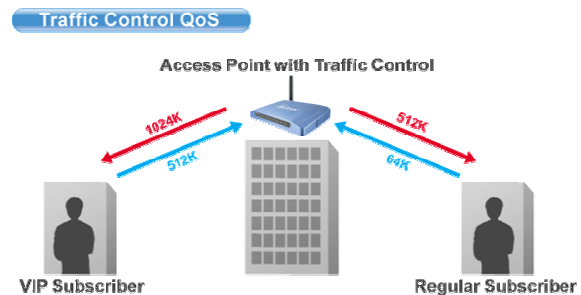 Traffic Control QoS
Access Point with Traffic Control
1024K
512K
512K
64K
VIP Subscriber
Regular Subscriber